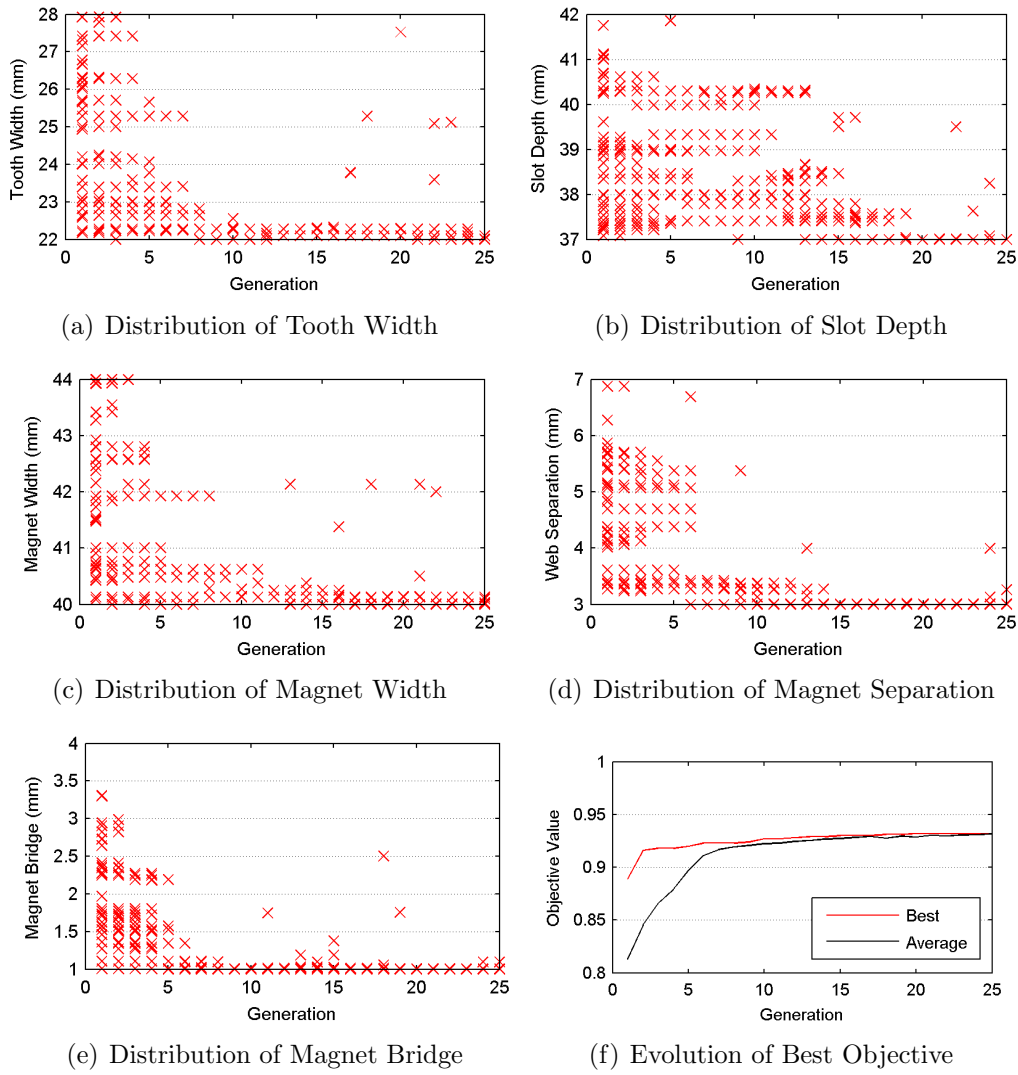 28
27
26
25
24
23
22
0 5 10 15 20 25
Tooth Width (mm)
Generation
(a) Distribution of Tooth Width
42
41
40
39
38
37
0 5 10 15 20 25
Slot Depth (mm)
Generation
(b) Distribution of Slot Depth
44
43
42
41
40
0 5 10 15 20 25
Magnet Width (mm)
Generation
(c) Distribution of Magnet Width
7
6
5
4
3
0 5 10 15 20 25
Web Separation (mm)
Generation
(d) Distribution of Magnet Separation
4
3.5
3
2.5
2
1.5
1
0 5 10 15 20 25
Magnet Bridge (mm)
Generation
(e) Distribution of Magnet Bridge
1
0.95
0.9
0.85
0.8
0 5 10 15 20 25
Objective Value
Best
Average
Generation
(f) Evolution of Best Objective